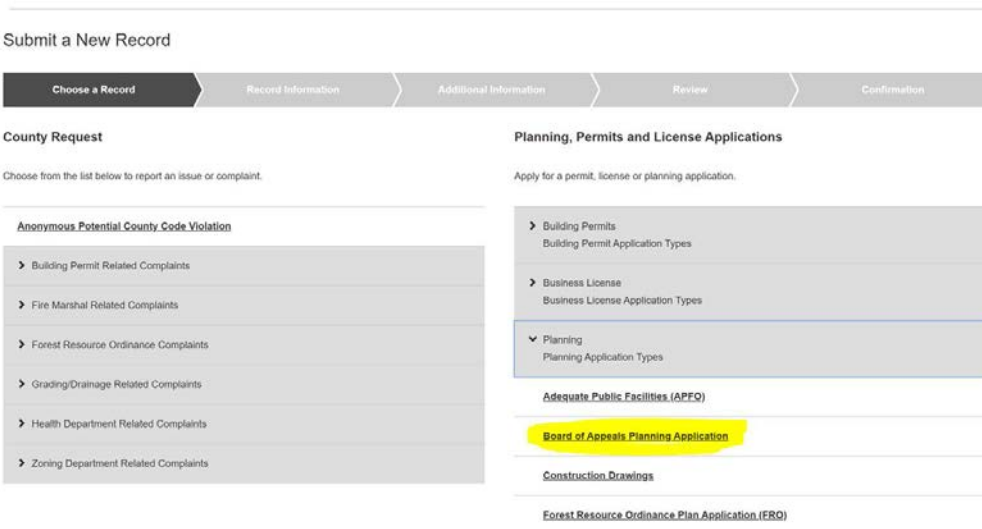 Submit a New Record
Choose a Record
Record Information
Additional Information
Review
Confirmation
County Request
Choose from the list below to report an issue or complaint.
Anonymous Potential County Code Violation
Building Permit Related Complaints
Fire Marshal Related Complaints
Forest Resource Ordinance Complaints
Grading/Drainage Related Complaints
Health Department Related Complaints
Zoning Department Related Complaints
Planning, Permits and License Applications
Apply for a permit, license or planning application.
Building Permits
Building Permit Application Types
Business License
Business License Application Types
Planning
Planning Application Types
Adequate Public Facilities (APFO)
Board of Appeals Planning Application
Construction Drawings
Forest Resource Ordinance Plan Application (FRO)